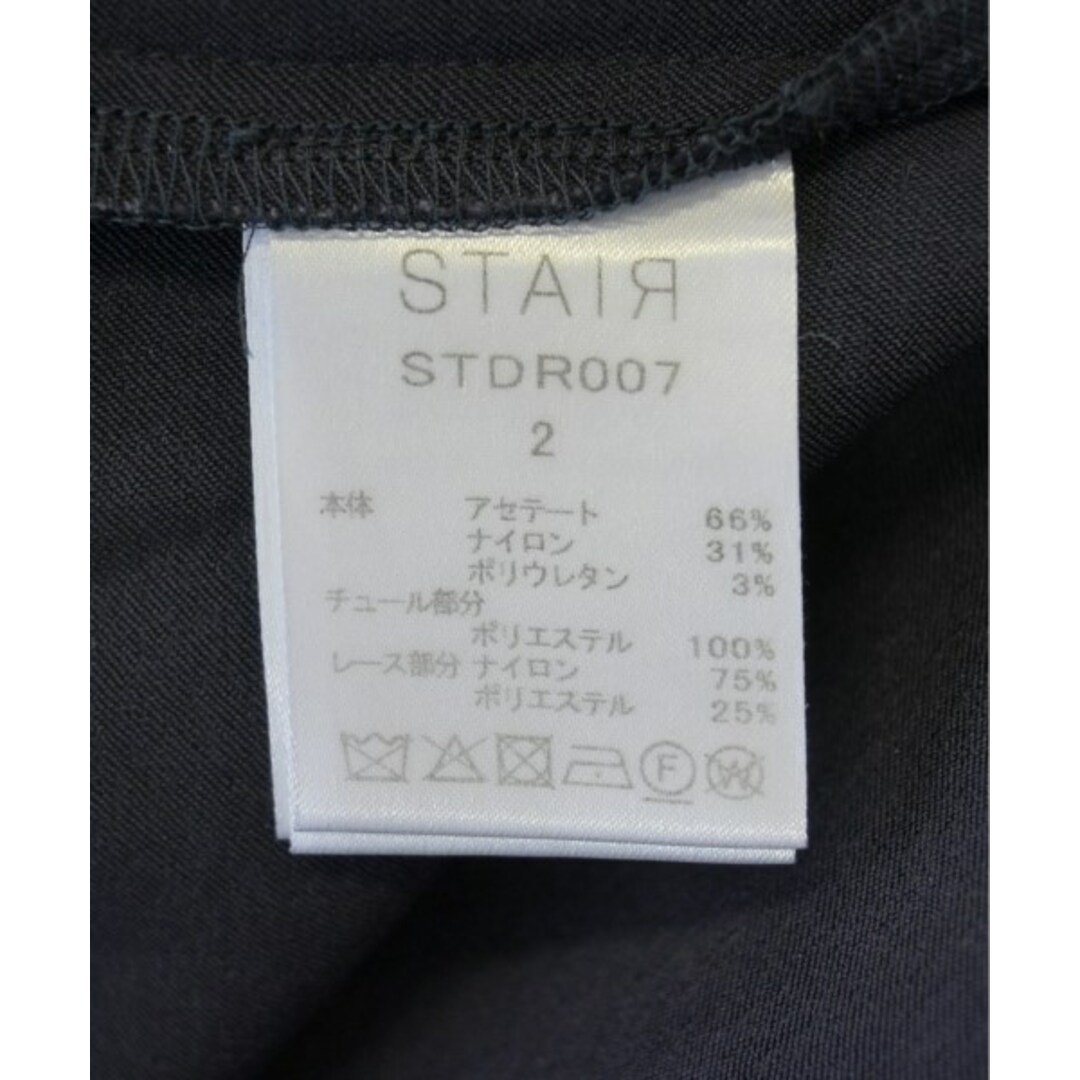 STAIЯ
STDR007
2
本体 アセテート 66%
ナイロン 31%
ポリウレタン 3%
チュール部分
ポリエステル 100%
レース部分 ナイロン 75%
ポリエステル 25%
F W